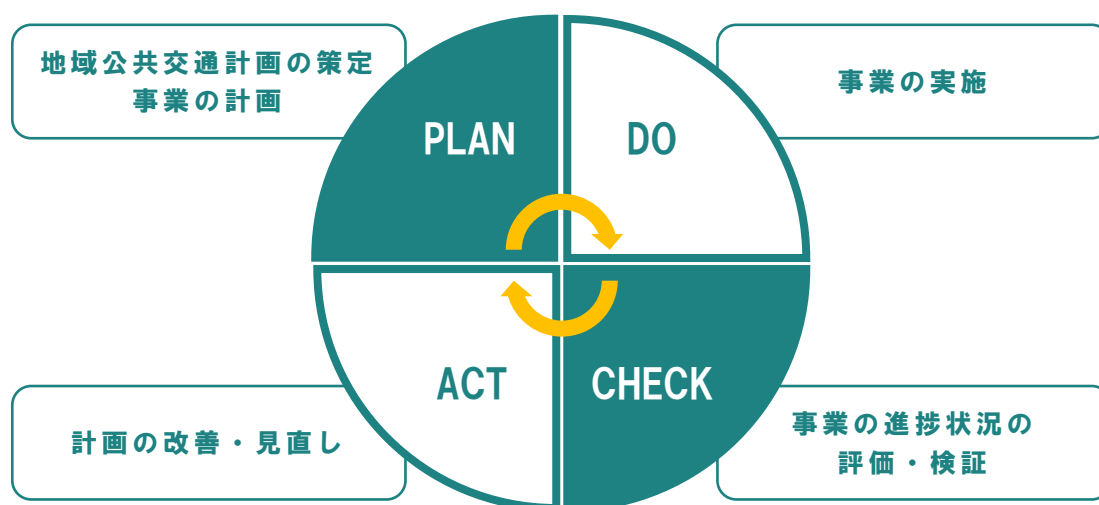 地域公共交通計画の策定
事業の計画
PLAN
DO
事業の実施
ACT
CHECK
計画の改善・見直し
事業の進捗状況の
評価・検証